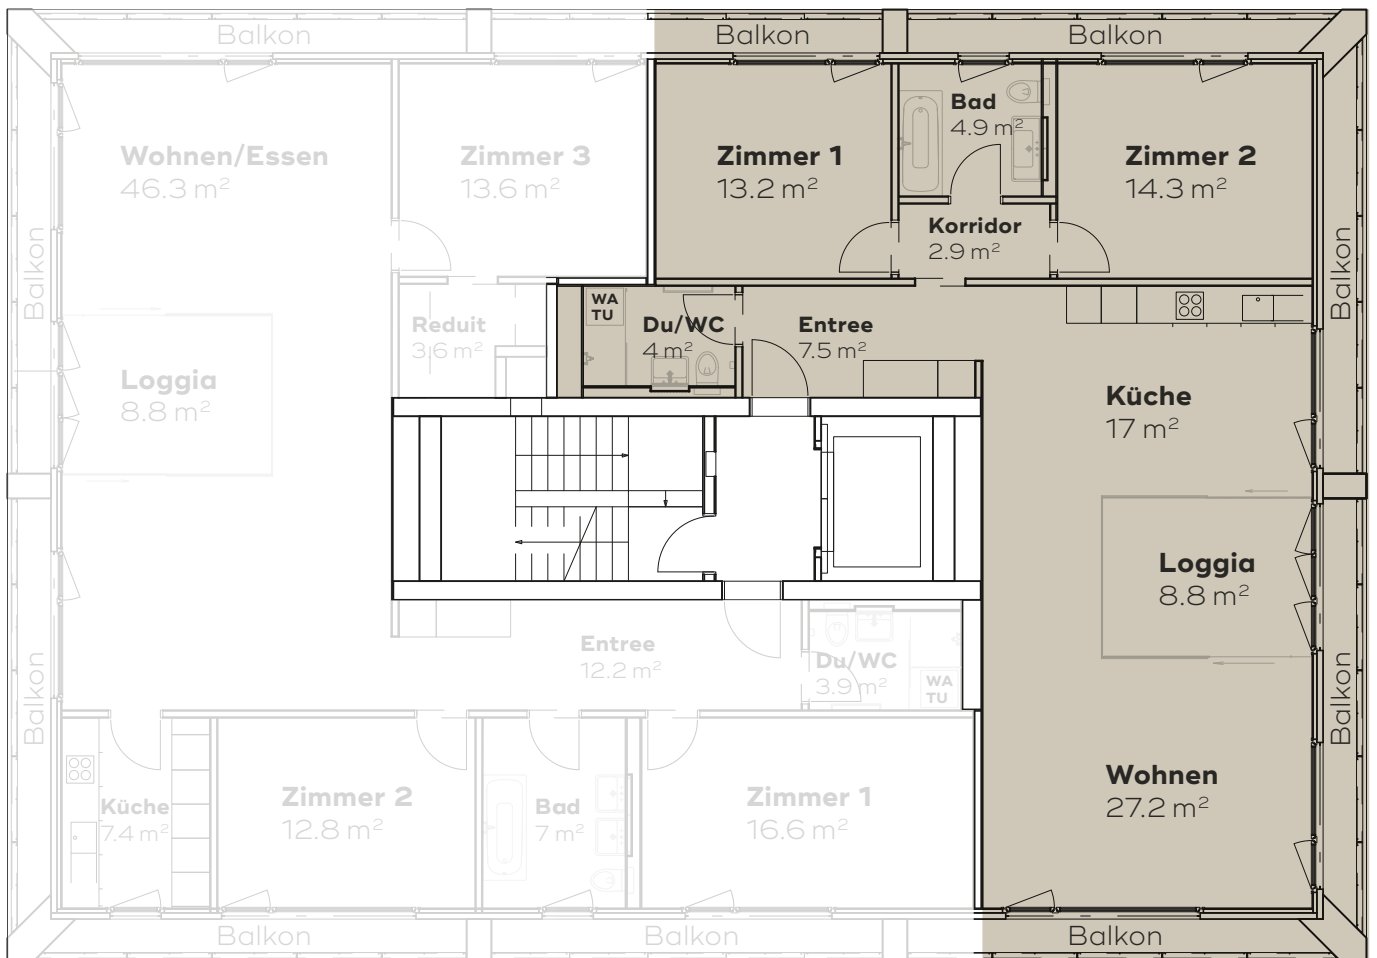 Balkon
Balkon
Balkon
Bad
4.9 m²
Wohnen/Essen
46.3 m²
Zimmer 3
13.6 m²
Zimmer 1
13.2 m²
Zimmer 2
14.3 m²
Korridor
2.9 m²
Balkon
Balkon
WA
TU
Reduit
3.6 m²
Du/WC
4 m²
Entree
7.5 m²
Loggia
8.8 m²
Küche
17 m²
Loggia
8.8 m²
Entree
12.2 m²
Du/WC
3.9 m²
WA
TU
Balkon
Balkon
Küche
7.4 m²
Zimmer 2
12.8 m²
Bad
7 m²
Zimmer 1
16.6 m²
Wohnen
27.2 m²
Balkon
Balkon
Balkon